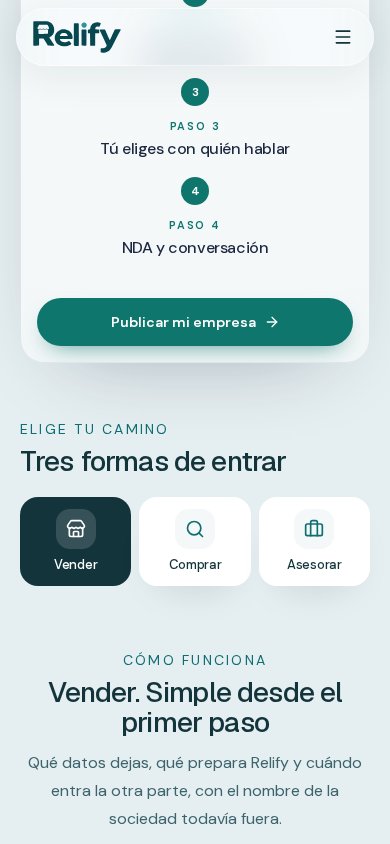 Relify
3
PASO 3
Tú eliges con quién hablar
4
PASO 4
NDA y conversación
Publicar mi empresa →
ELIGE TU CAMINO
Tres formas de entrar
Vender
Comprar
Asesorar
CÓMO FUNCIONA
Vender. Simple desde el
primer paso
Qué datos dejas, qué prepara Relify y cuándo
entra la otra parte, con el nombre de la
sociedad todavía fuera.